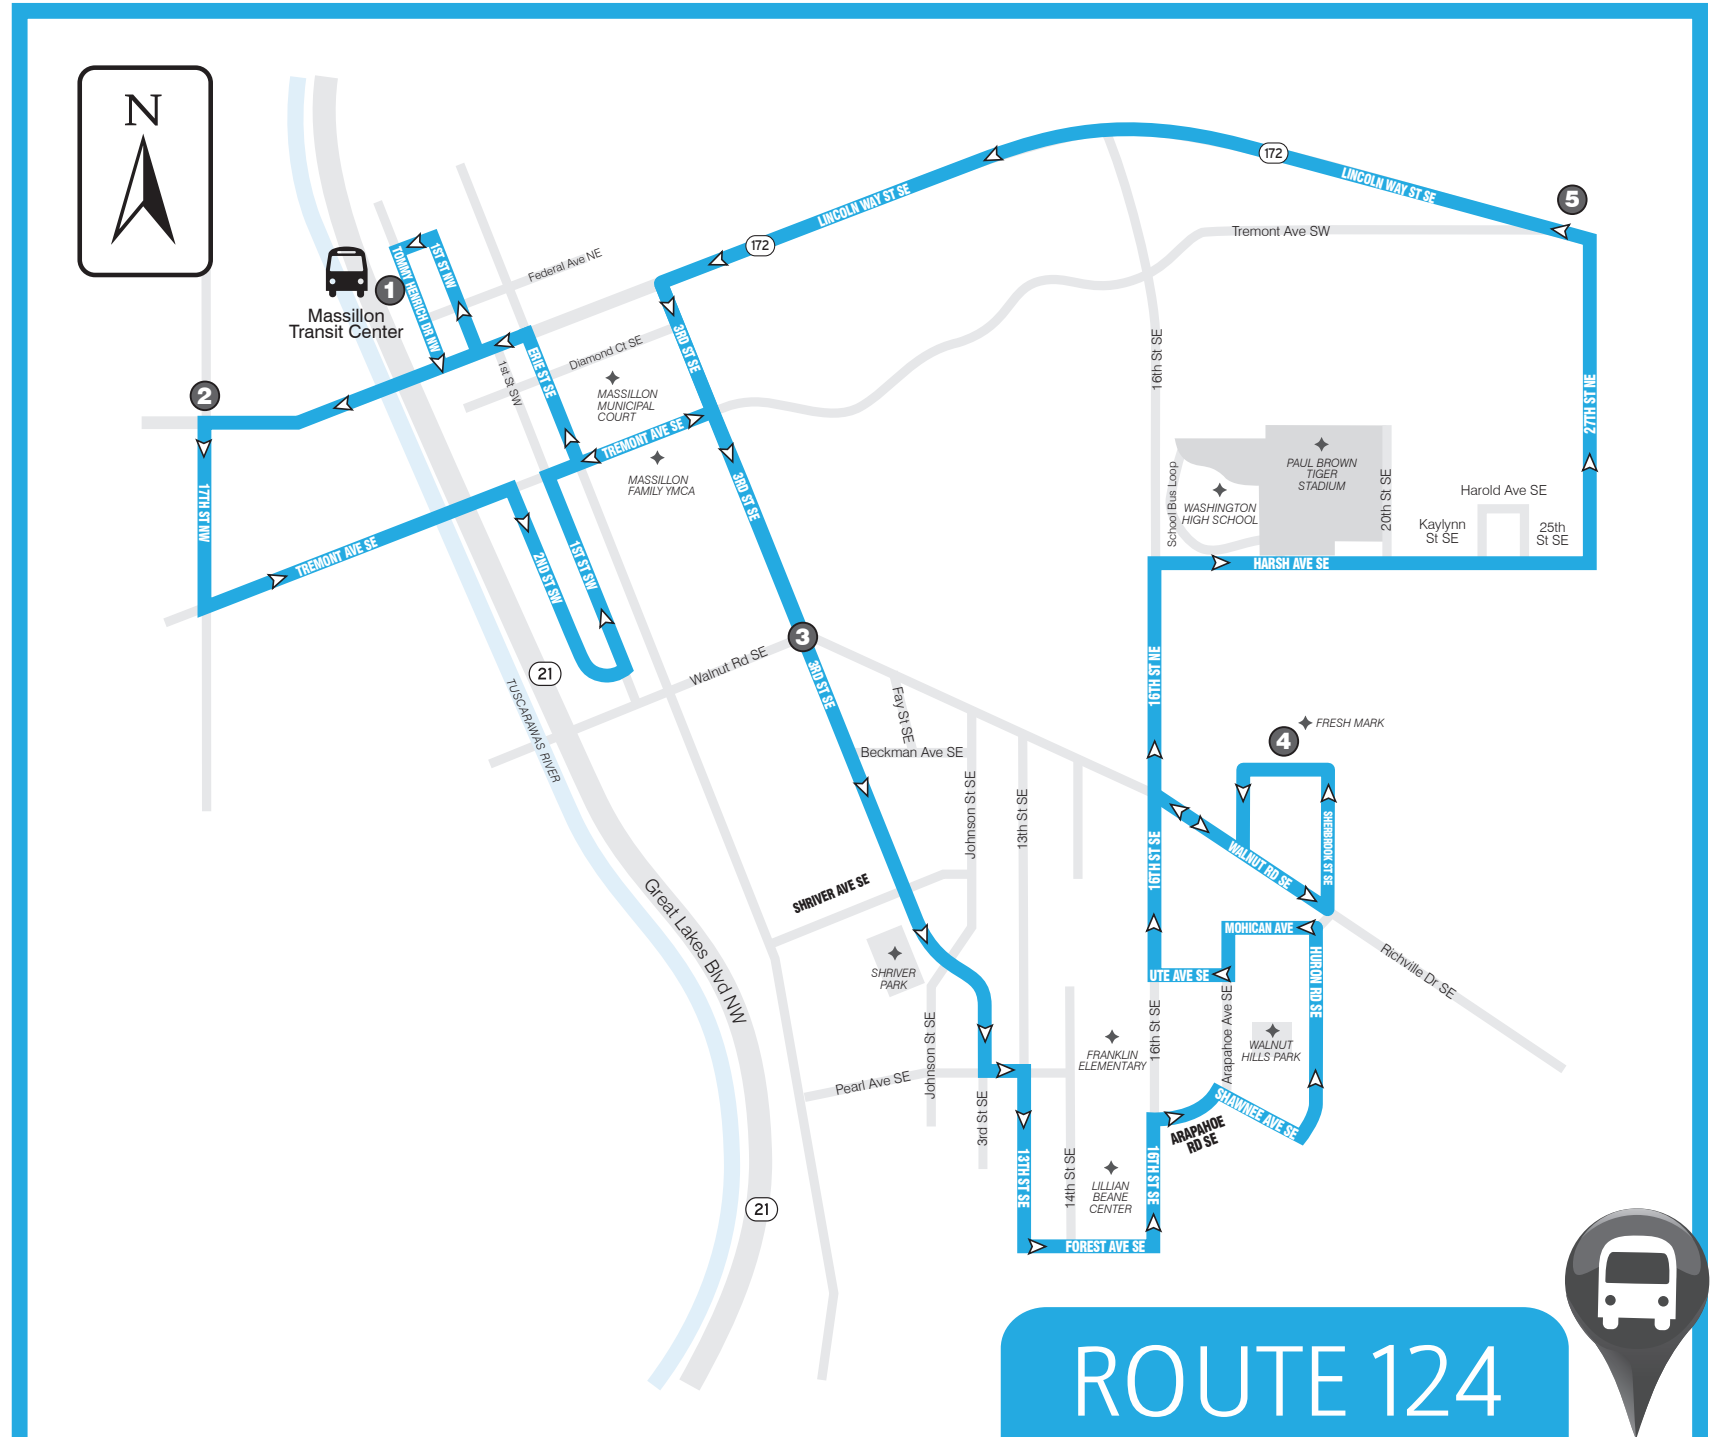 N
172
LINCOLN WAY ST SE
5
LINCOLN WAY ST SE
172
Tremont Ave SW
TOMMY HENRICH DR NW
1ST ST NW
Federal Ave NE
1
Massillon
Transit Center
3RD ST SE
Diamond Ct SE
ERIE ST SE
1st St SW
16th St SE
2
MASSILLON
MUNICIPAL
COURT
27TH ST NE
TREMONT AVE SE
PAUL BROWN
TIGER
STADIUM
MASSILLON
FAMILY YMCA
3RD ST SE
School Bus Loop
WASHINGTON
HIGH SCHOOL
20th St SE
Harold Ave SE
Kaylynn
St SE
25th
St SE
17TH ST NW
TREMONT AVE SE
2ND ST SW
1ST ST SW
HARSH AVE SE
3
21
Walnut Rd SE
3RD ST SE
16TH ST NE
TUSCARAWAS RIVER
Fay St SE
FRESH MARK
4
Beckman Ave SE
Johnson St SE
13th St SE
16TH ST SE
WALNUT RD SE
SHERBROOK ST SE
SHRIVER AVE SE
Great Lakes Blvd NW
MOHICAN AVE
SHRIVER
PARK
UTE AVE SE
HURON RD SE
Richville Dr SE
Johnson St SE
16th St SE
Arapahoe Ave SE
FRANKLIN
ELEMENTARY
WALNUT
HILLS PARK
Pearl Ave SE
3rd St SE
SHAWNEE AVE SE
ARAPAHOE
RD SE
13TH ST SE
14th St SE
LILLIAN
BEANE
CENTER
16TH ST SE
21
FOREST AVE SE
ROUTE 124